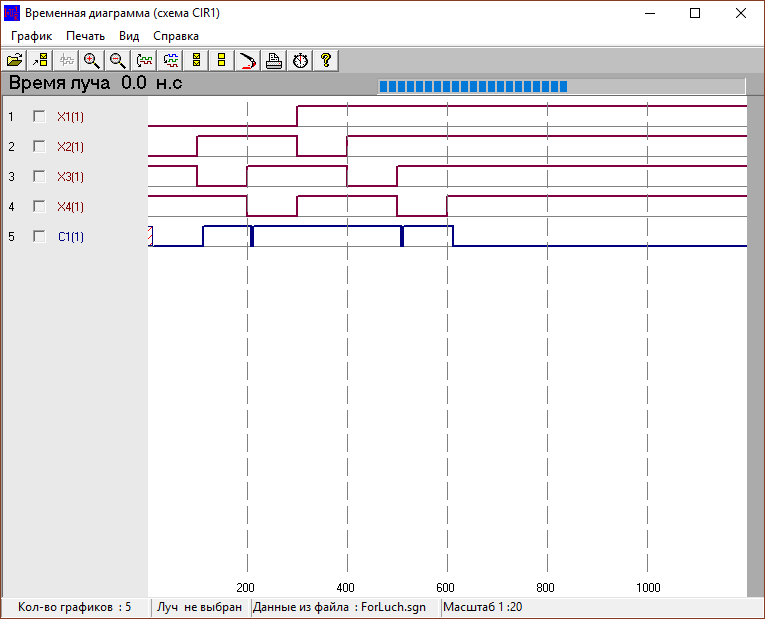 Временная диаграмма (схема CIR1)
График Печать Вид Справка
Время луча 0.0 н.с
1 X1(1)
2 X2(1)
3 X3(1)
4 X4(1)
5 C1(1)
200 400 600 800 1000
Кол-во графиков : 5 Луч не выбран Данные из файла : ForLuch.sgn Масштаб 1 :20